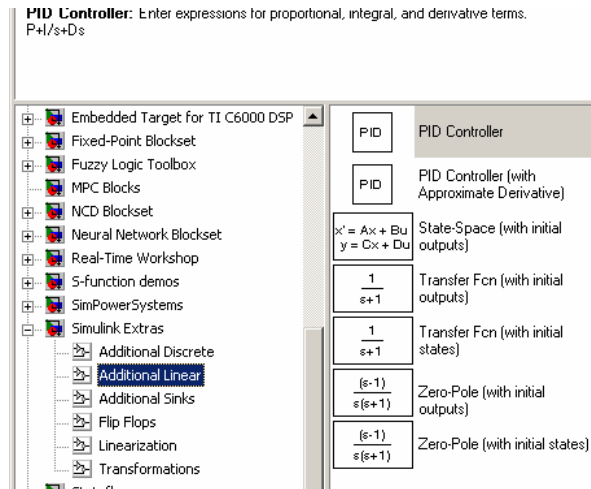 PID Controller: Enter expressions for proportional, integral, and derivative terms.
P+I/s+Ds
Embedded Target for TI C6000 DSP
Fixed-Point Blockset
Fuzzy Logic Toolbox
MPC Blocks
NCD Blockset
Neural Network Blockset
Real-Time Workshop
S-function demos
SimPowerSystems
Simulink Extras
Additional Discrete
Additional Linear
Additional Sinks
Flip Flops
Linearization
Transformations
PID
PID Controller
PID
PID Controller (with
Approximate Derivative)
x' = Ax + Bu
y = Cx + Du
State-Space (with initial
outputs)
1
s+1
Transfer Fcn (with initial
outputs)
1
s+1
Transfer Fcn (with initial
states)
(s-1)
s(s+1)
Zero-Pole (with initial
outputs)
(s-1)
s(s+1)
Zero-Pole (with initial states)